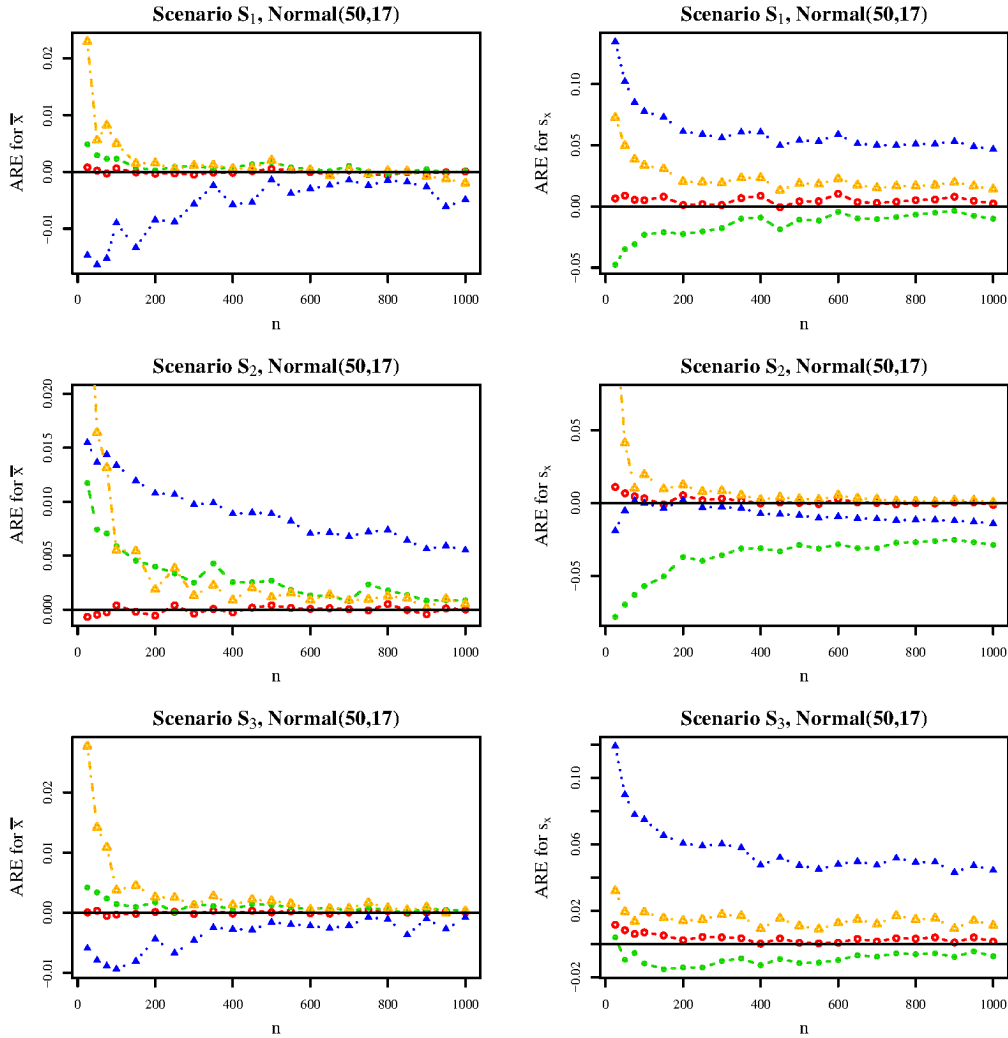 Scenario S₁, Normal(50,17)
ARE for x̄
0.02
0.01
0.00
−0.01
0 200 400 600 800 1000
n
Scenario S₁, Normal(50,17)
ARE for sₓ
0.10
0.05
0.00
−0.05
0 200 400 600 800 1000
n
Scenario S₂, Normal(50,17)
ARE for x̄
0.020
0.015
0.010
0.005
0.000
0 200 400 600 800 1000
n
Scenario S₂, Normal(50,17)
ARE for sₓ
0.05
0.00
−0.05
0 200 400 600 800 1000
n
Scenario S₃, Normal(50,17)
ARE for x̄
0.02
0.01
0.00
−0.01
0 200 400 600 800 1000
n
Scenario S₃, Normal(50,17)
ARE for sₓ
0.10
0.06
0.02
−0.02
0 200 400 600 800 1000
n